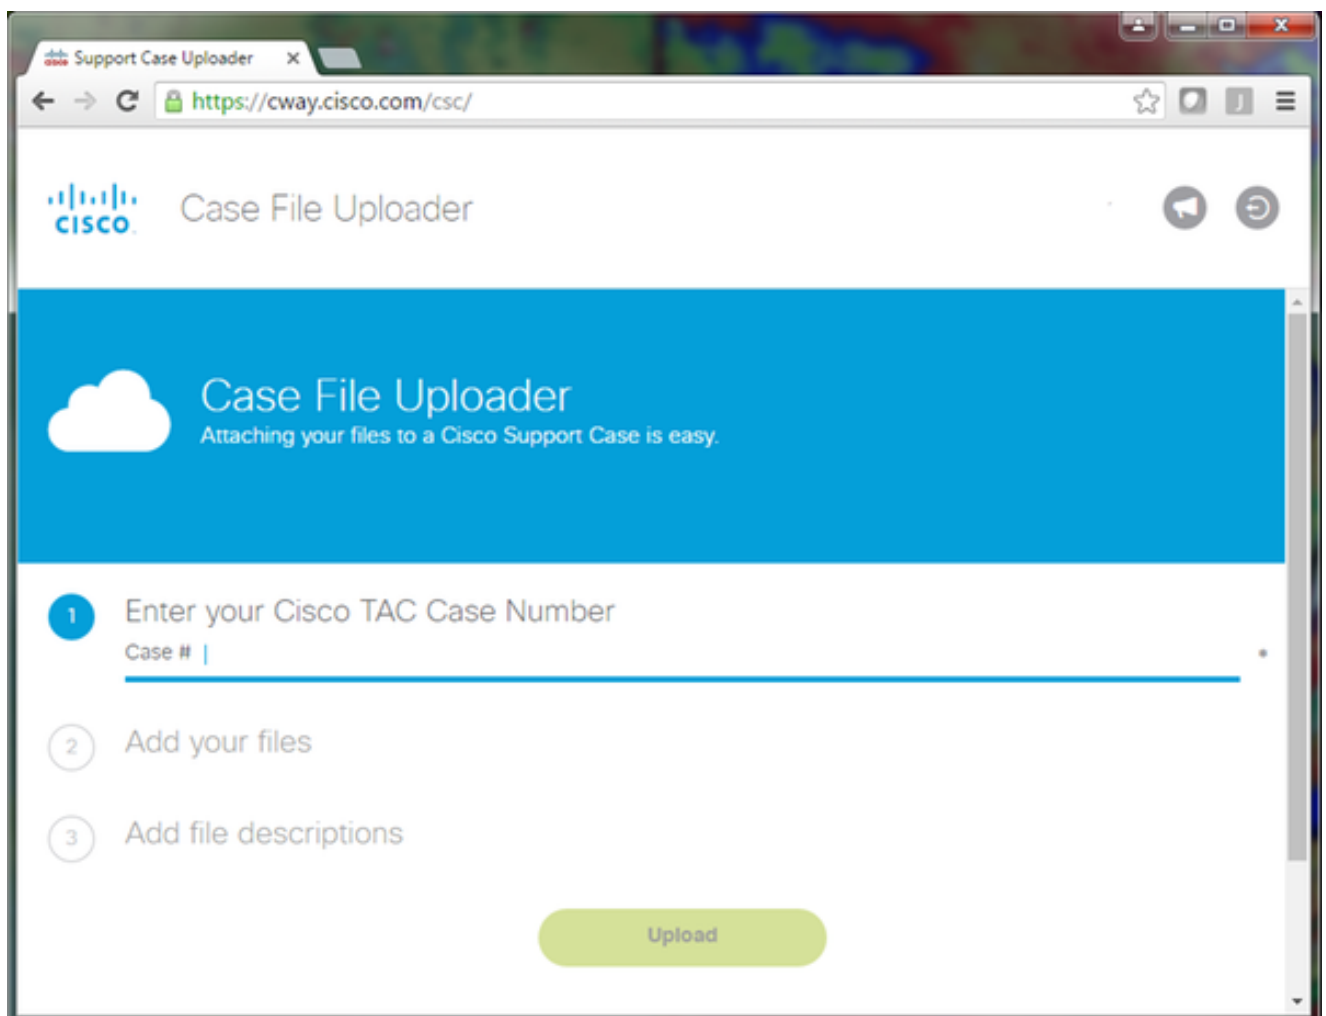 Support Case Uploader
https://cway.cisco.com/csc/
J
CISCO.
Case File Uploader
Case File Uploader
Attaching your files to a Cisco Support Case is easy.
1 Enter your Cisco TAC Case Number
Case # *
2 Add your files
3 Add file descriptions
Upload